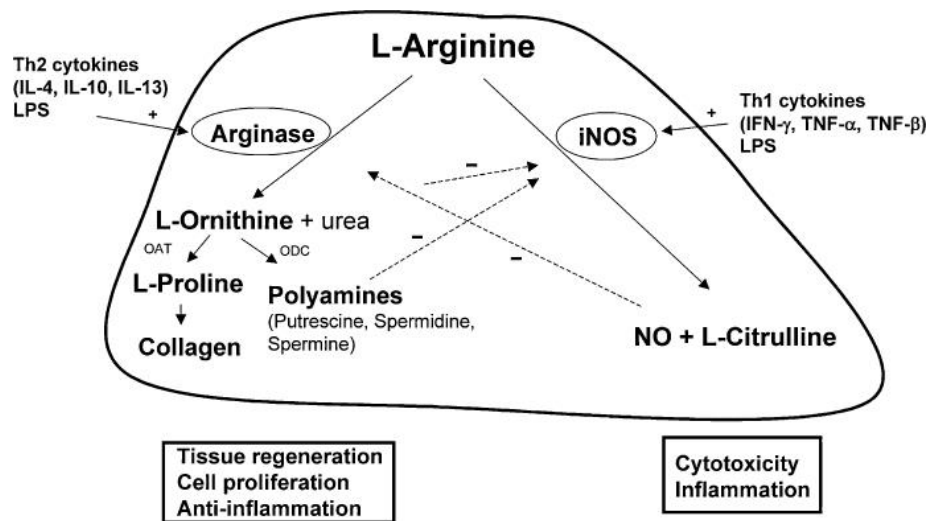 L-Arginine
Th2 cytokines
(IL-4, IL-10, IL-13)
LPS
+
Arginase
iNOS
+
Th1 cytokines
(IFN-γ, TNF-α, TNF-β)
LPS
–
–
–
L-Ornithine + urea
OAT
ODC
L-Proline
Polyamines
(Putrescine, Spermidine,
Spermine)
Collagen
NO + L-Citrulline
Tissue regeneration
Cell proliferation
Anti-inflammation
Cytotoxicity
Inflammation